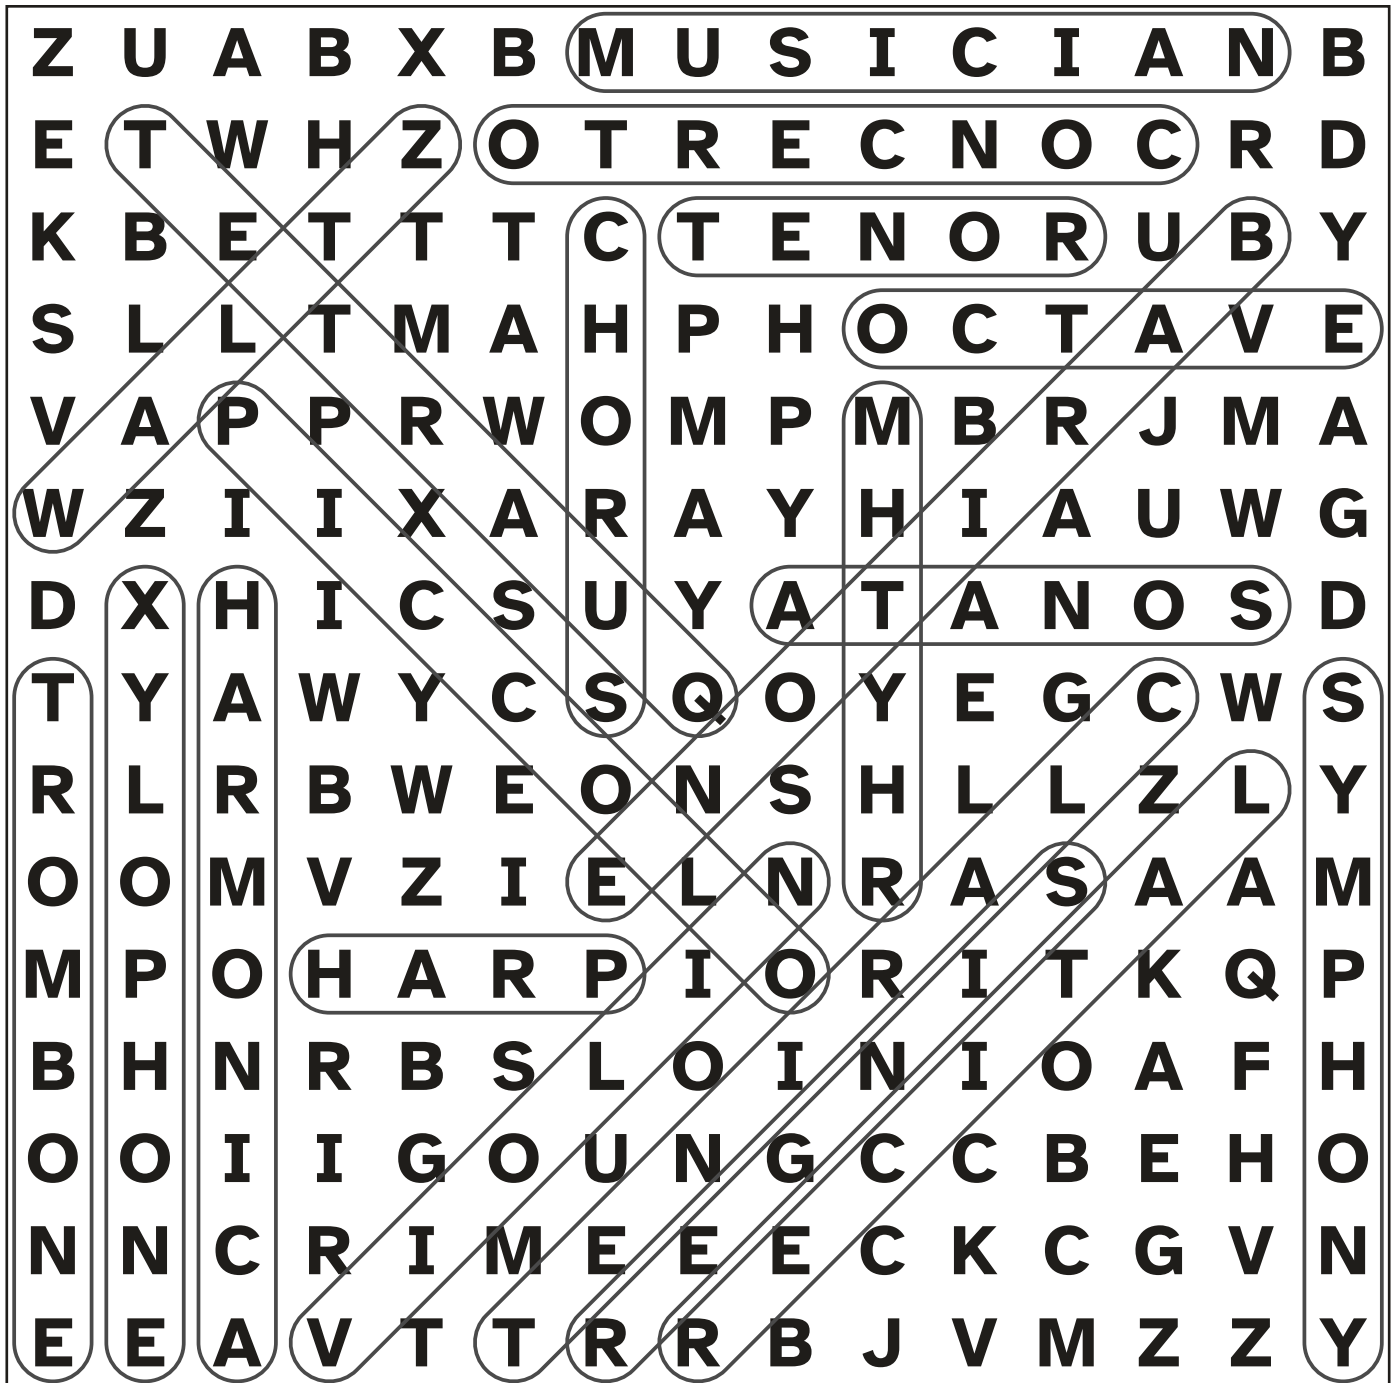 Z U A B X B M U S I C I A N B
E T W H Z O T R E C N O C R D
K B E T T T C T E N O R U B Y
S L L T M A H P H O C T A V E
V A P P R W O M P M B R J M A
W Z I I X A R A Y H I A U W G
D X H I C S U Y A T A N O S D
T Y A W Y C S Q O Y E G C W S
R L R B W E O N S H L L Z L Y
O O M V Z I E L N R A S A A M
M P O H A R P I O R I T K Q P
B H N R B S L O I N I O A F H
O O I I G O U N G C C B E H O
N N C R I M E E E C K C G V N
E E A V T T R R B J V M Z Z Y